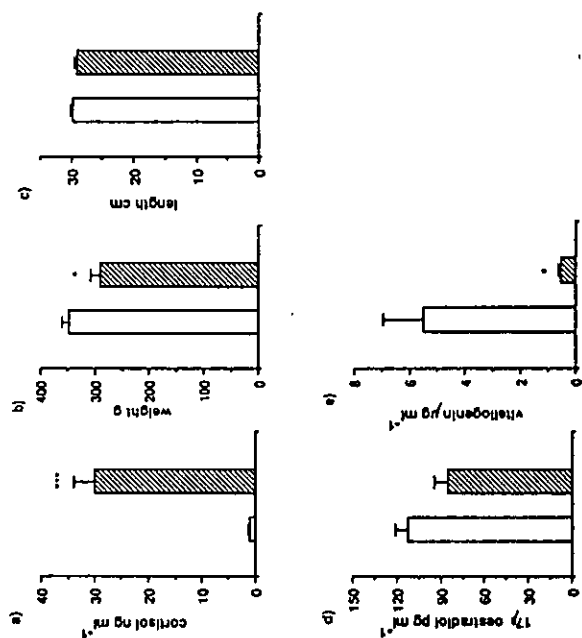 a)
cortisol ng ml⁻¹
40
30
20
10
0
***
b)
weight g
400
300
200
100
0
*
c)
length cm
30
20
10
0
d)
17β oestradiol pg ml⁻¹
150
120
90
60
30
0
e)
vitellogenin μg ml⁻¹
8
6
4
2
0
*